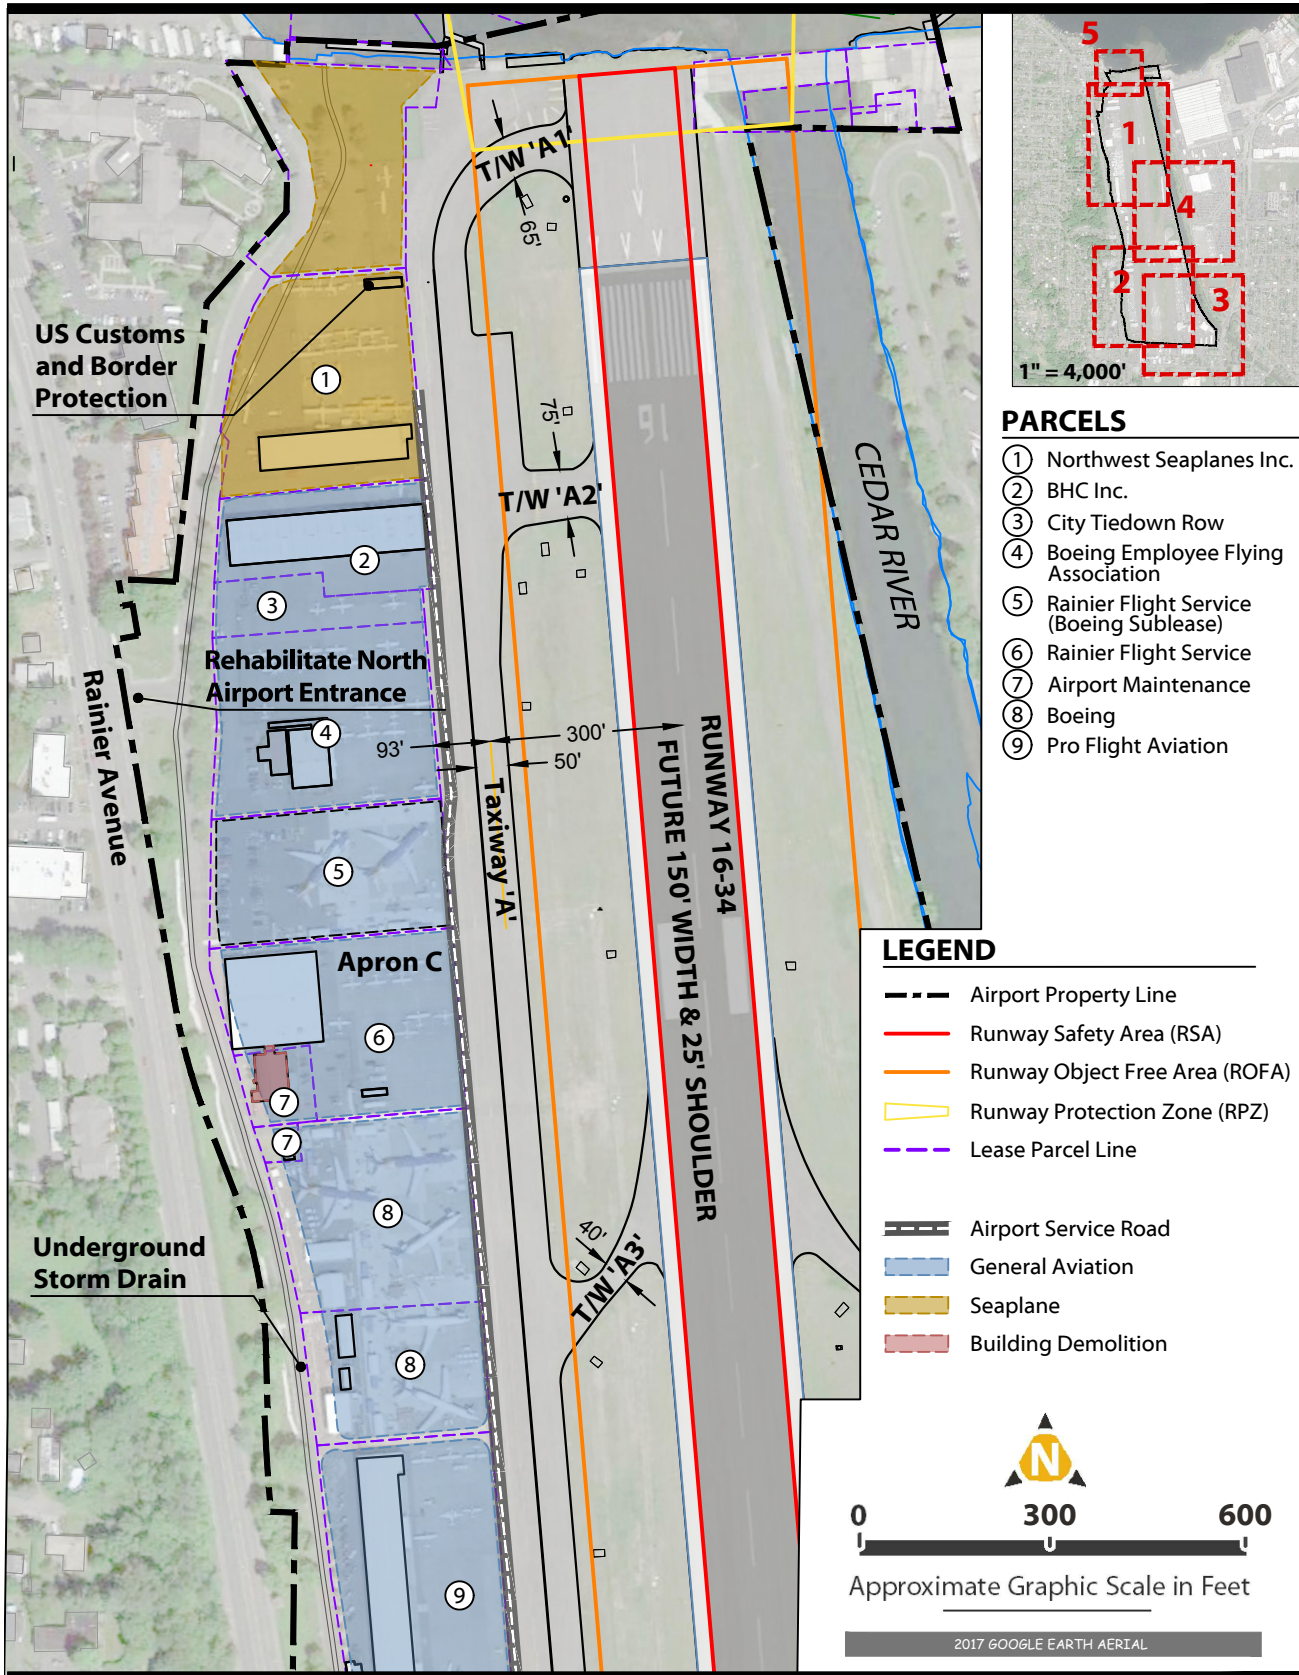 US Customs
and Border
Protection
T/W 'A1'
65'
75'
T/W 'A2'
16
1
2
3
Rehabilitate North
Airport Entrance
4
Rainier Avenue
93'
300'
50'
Taxiway 'A'
RUNWAY 16-34
FUTURE 150' WIDTH & 25' SHOULDER
CEDAR RIVER
5
Apron C
6
7
7
8
Underground
Storm Drain
40'
T/W 'A3'
8
9
5
1
4
2
3
1" = 4,000'
PARCELS
1 Northwest Seaplanes Inc.
2 BHC Inc.
3 City Tiedown Row
4 Boeing Employee Flying
Association
5 Rainier Flight Service
(Boeing Sublease)
6 Rainier Flight Service
7 Airport Maintenance
8 Boeing
9 Pro Flight Aviation
LEGEND
Airport Property Line
Runway Safety Area (RSA)
Runway Object Free Area (ROFA)
Runway Protection Zone (RPZ)
Lease Parcel Line
Airport Service Road
General Aviation
Seaplane
Building Demolition
N
0 300 600
Approximate Graphic Scale in Feet
2017 GOOGLE EARTH AERIAL